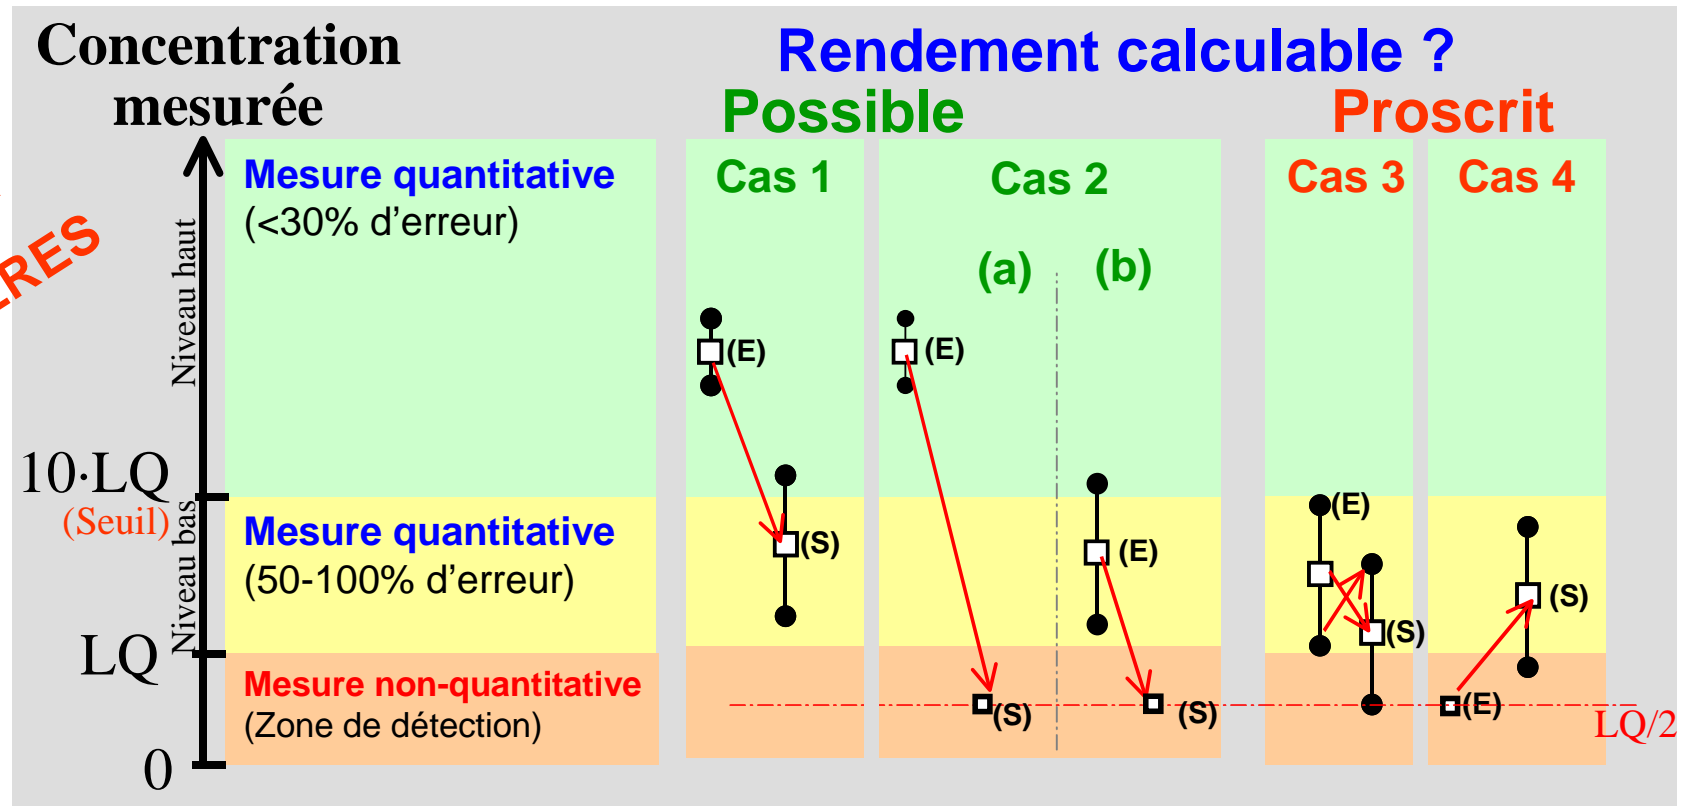 Concentration
mesurée
Rendement calculable ?
Possible
Proscrit
Mesure quantitative
(<30% d'erreur)
Cas 1
Cas 2
Cas 3
Cas 4
(a)
(b)
Niveau haut
(E)
(E)
10·LQ
(Seuil)
Niveau bas
Mesure quantitative
(50-100% d'erreur)
(S)
(E)
(E)
(S)
(S)
LQ
Mesure non-quantitative
(Zone de détection)
(S)
(S)
(E)
LQ/2
0